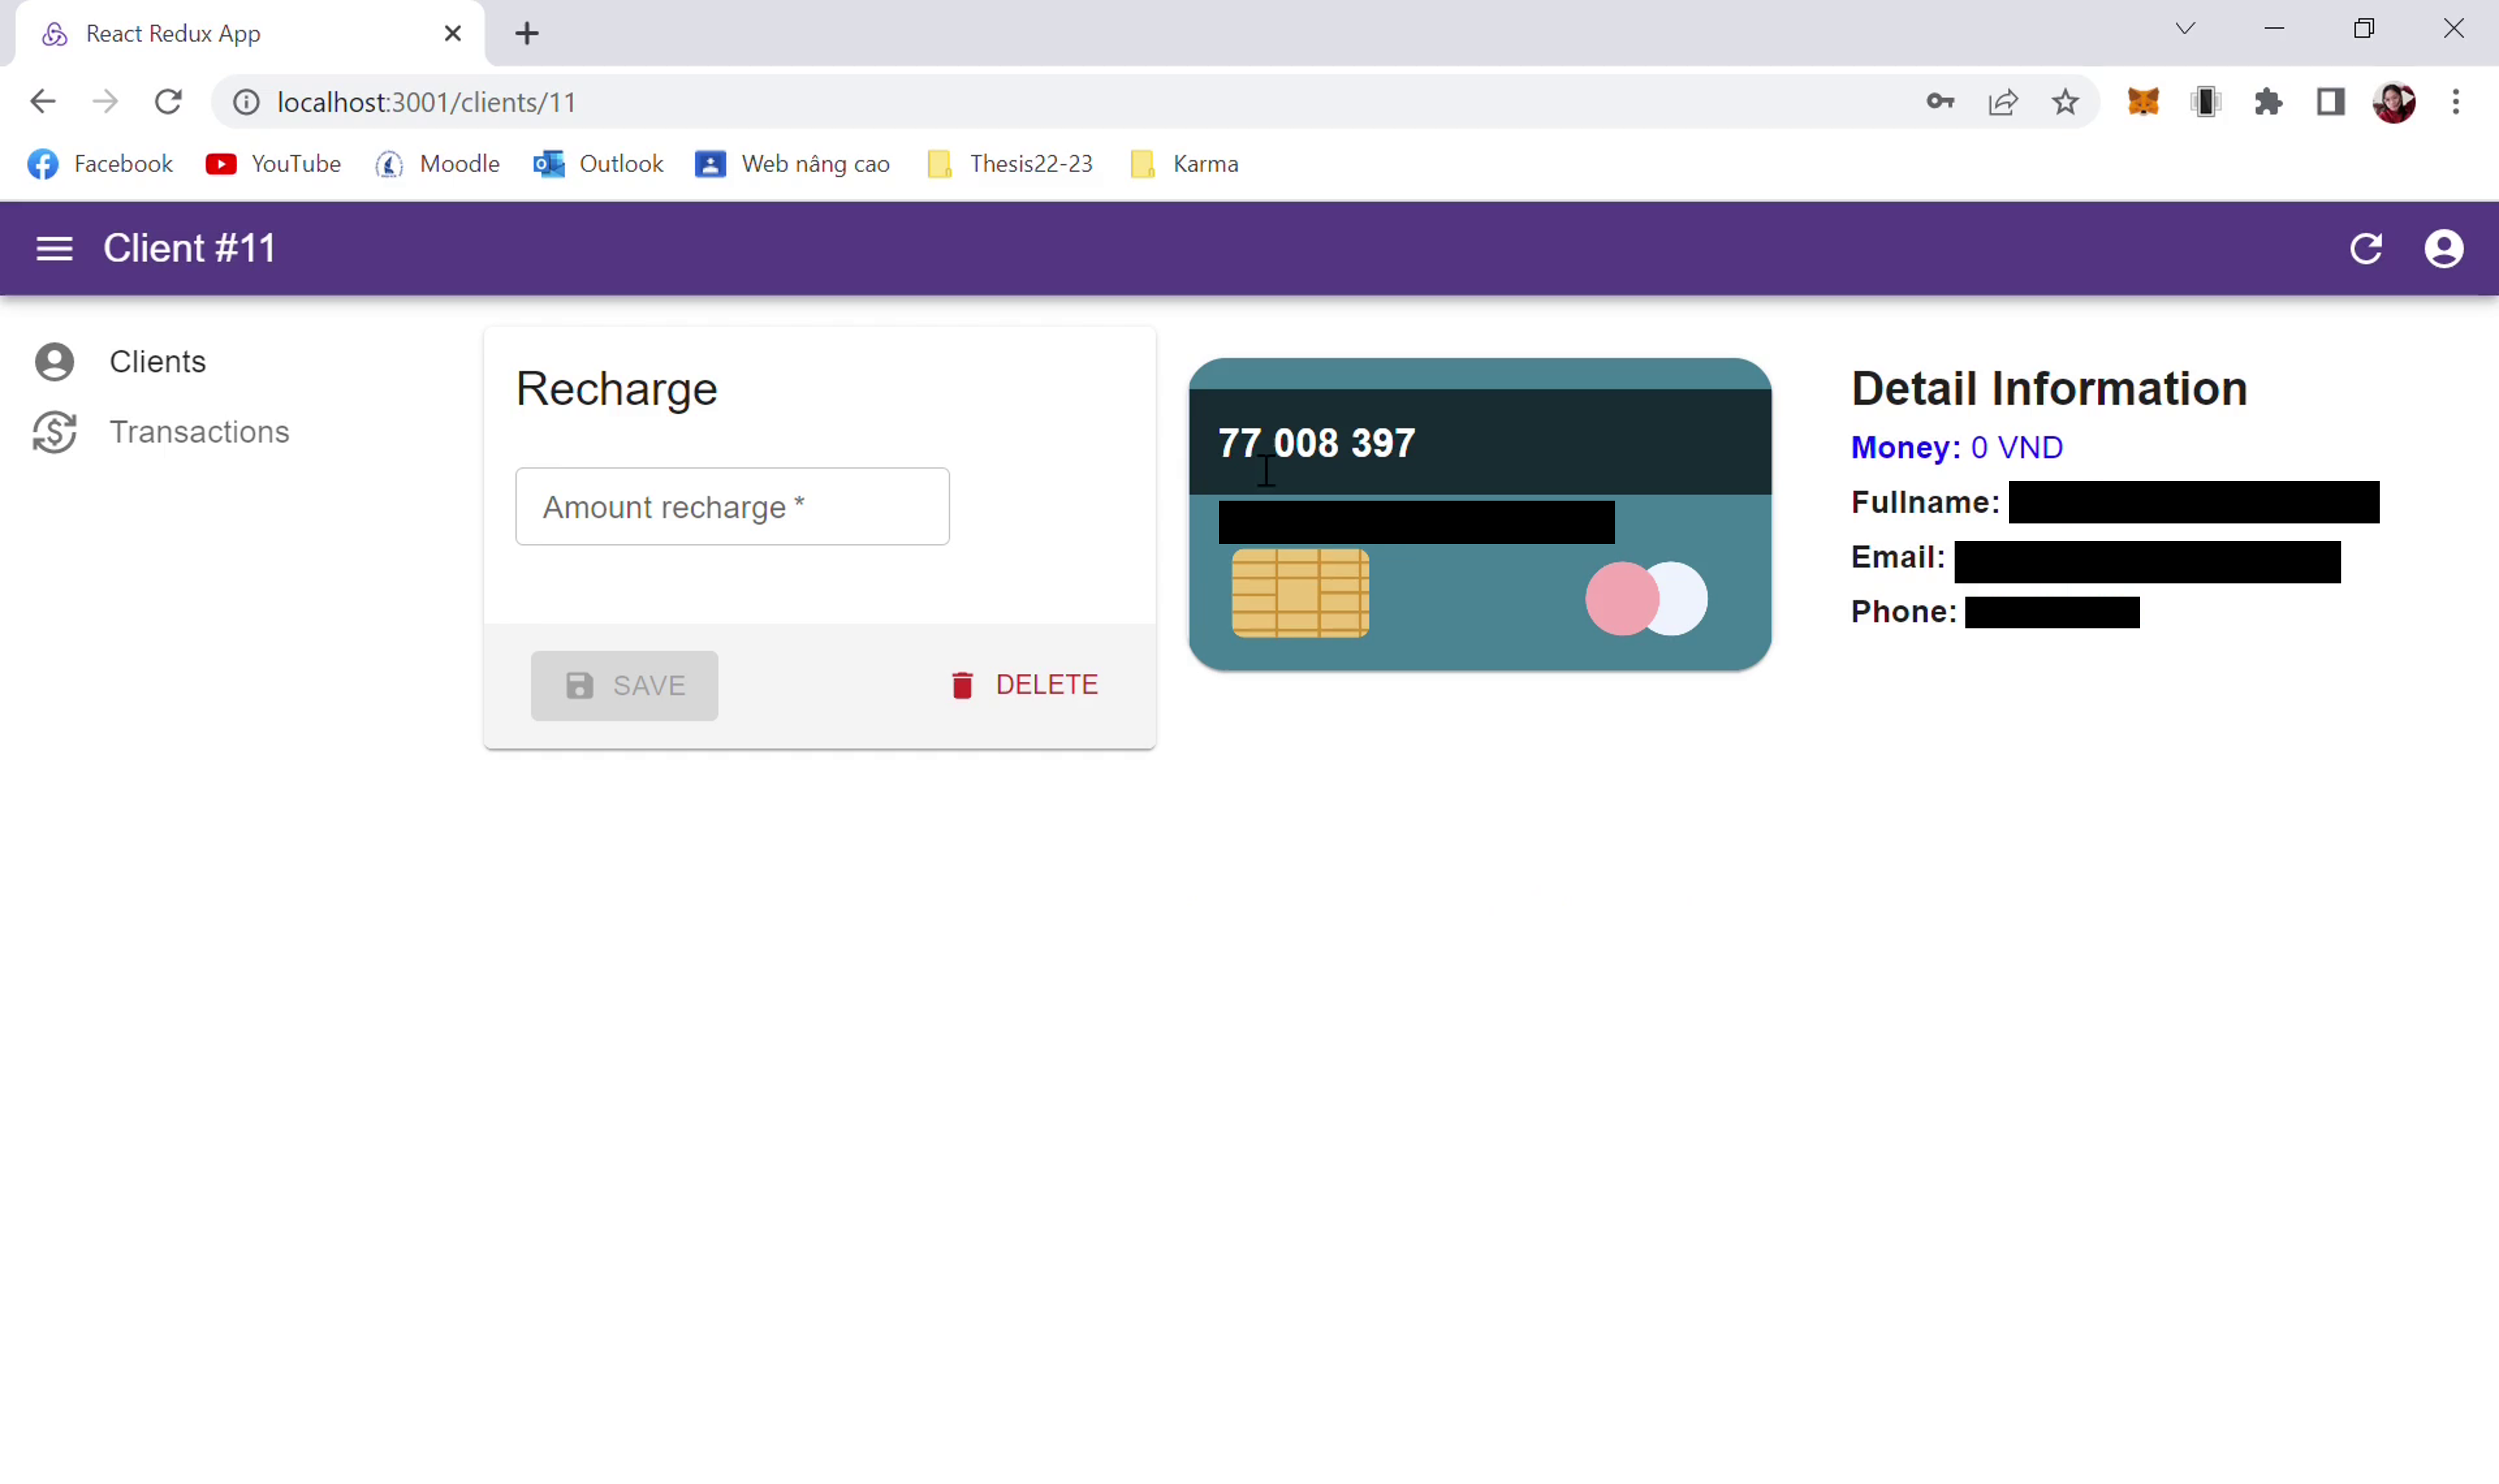 React Redux App
localhost:3001/clients/11
Facebook YouTube Moodle Outlook Web nâng cao Thesis22-23 Karma
Client #11
Clients
Transactions
Recharge
Amount recharge *
SAVE
DELETE
77 008 397
Detail Information
Money: 0 VND
Fullname:
Email:
Phone: